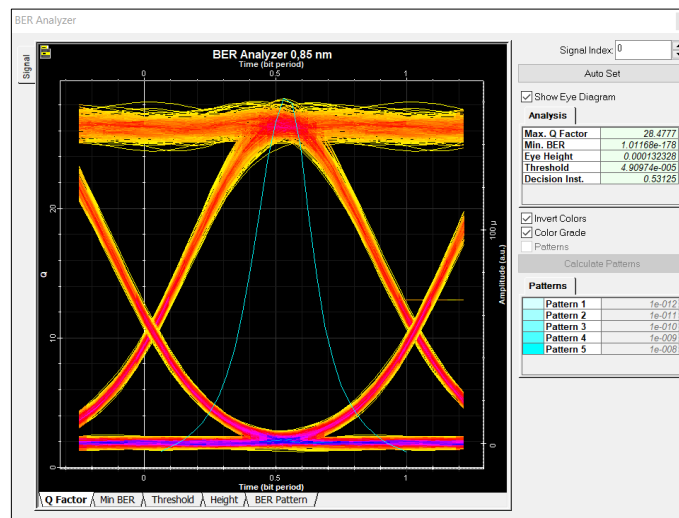 BER Analyzer
Signal
BER Analyzer 0,85 nm
Time (bit period)
0 0.5 1
Q
20
10
0
Amplitude (a.u.)
100 µ
0
0 0.5 1
Time (bit period)
Q Factor Min BER Threshold Height BER Pattern
Signal Index: 0
Auto Set
Show Eye Diagram
Analysis
Max. Q Factor 28.4777
Min. BER 1.01168e-178
Eye Height 0.000132328
Threshold 4.90974e-005
Decision Inst. 0.53125
Invert Colors
Color Grade
Patterns
Calculate Patterns
Patterns
Pattern 1 1e-012
Pattern 2 1e-011
Pattern 3 1e-010
Pattern 4 1e-009
Pattern 5 1e-008